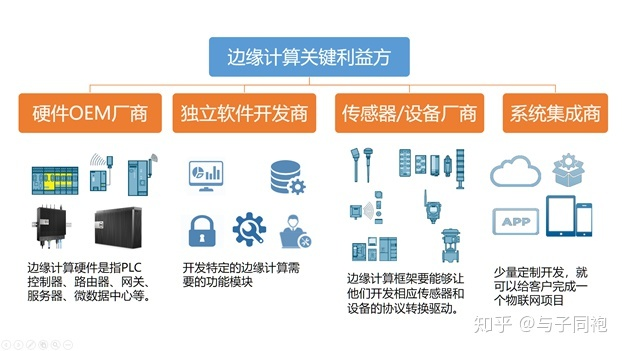 边缘计算关键利益方
硬件OEM厂商
独立软件开发商
传感器/设备厂商
系统集成商
APP
边缘计算硬件是指PLC
控制器、路由器、网关、
服务器、微数据中心等。
开发特定的边缘计算需
要的功能模块
边缘计算框架要能够让
他们开发相应传感器和
设备的协议转换驱动。
少量定制开发，就
可以给客户完成一
个物联网项目
知乎 @与子同袍